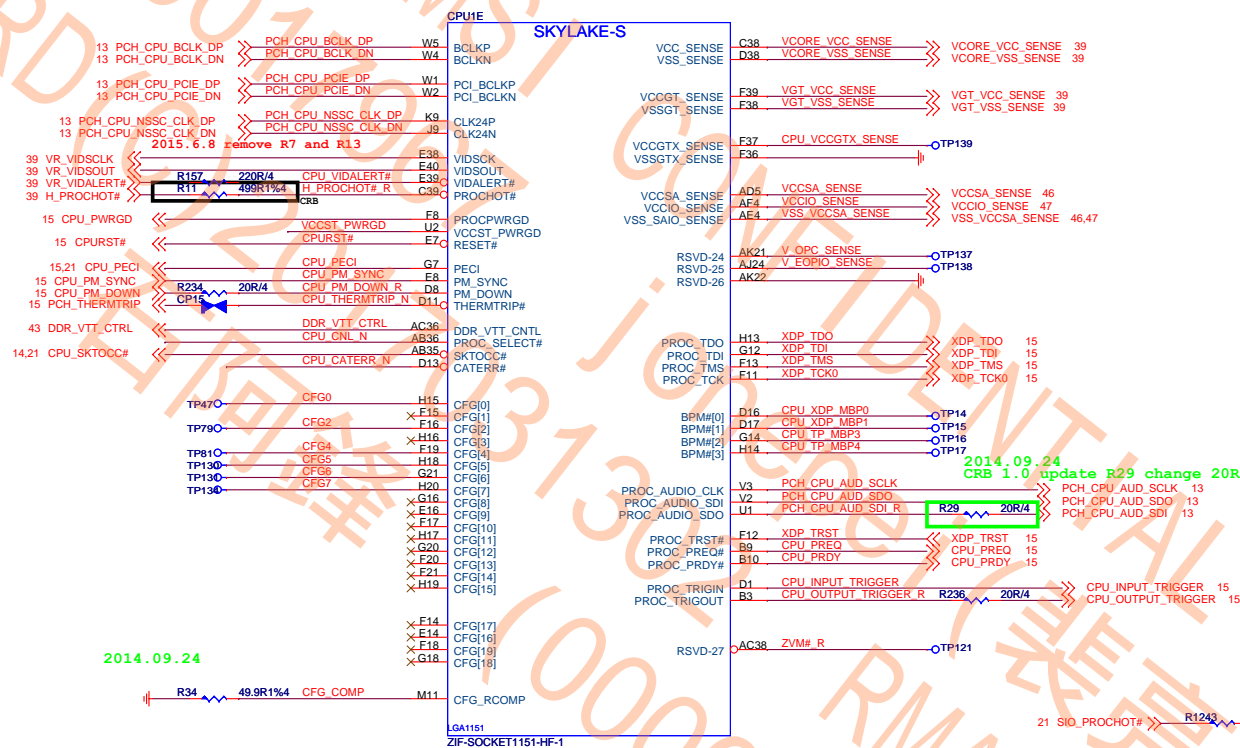 CPU1E
SKYLAKE-S
13 PCH_CPU_BCLK_DP PCH_CPU_BCLK_DP W5 BCLKP
13 PCH_CPU_BCLK_DN PCH_CPU_BCLK_DN W4 BCLKN
13 PCH_CPU_PCIE_DP PCH_CPU_PCIE_DP W1 PCI_BCLKP
13 PCH_CPU_PCIE_DN PCH_CPU_PCIE_DN W2 PCI_BCLKN
13 PCH_CPU_NSSC_CLK_DP PCH_CPU_NSSC_CLK_DP K9 CLK24P
13 PCH_CPU_NSSC_CLK_DN PCH_CPU_NSSC_CLK_DN J9 CLK24N
2015.6.8 remove R7 and R13
39 VR_VIDSCLK E38 VIDSCK
39 VR_VIDSOUT E40 VIDSOUT
39 VR_VIDALERT# R157 220R/4 CPU_VIDALERT# E39 VIDALERT#
39 H_PROCHOT# R11 499R1%4 H_PROCHOT#_R C39 PROCHOT#
CRB
15 CPU_PWRGD F8 PROCPWRGD
VCCST_PWRGD U2 VCCST_PWRGD
15 CPURST# CPURST# E7 RESET#
15,21 CPU_PECI CPU_PECI G7 PECI
15 CPU_PM_SYNC CPU_PM_SYNC E8 PM_SYNC
15 CPU_PM_DOWN R234 20R/4 CPU_PM_DOWN_R D8 PM_DOWN
15 PCH_THERMTRIP CP15 CPU_THERMTRIP_N D11 THERMTRIP#
43 DDR_VTT_CTRL DDR_VTT_CTRL AC36 DDR_VTT_CNTL
CPU_CNL_N AB36 PROC_SELECT#
14,21 CPU_SKTOCC# AB35 SKTOCC#
CPU_CATERR_N D13 CATERR#
TP47 CFG0 H15 CFG[0]
F15 CFG[1]
TP79 CFG2 F16 CFG[2]
H16 CFG[3]
TP81 CFG4 F19 CFG[4]
TP130 CFG5 H18 CFG[5]
TP131 CFG6 G21 CFG[6]
TP134 CFG7 H20 CFG[7]
G16 CFG[8]
E16 CFG[9]
F17 CFG[10]
H17 CFG[11]
G20 CFG[12]
F20 CFG[13]
F21 CFG[14]
H19 CFG[15]
F14 CFG[17]
E14 CFG[16]
F18 CFG[19]
G18 CFG[18]
2014.09.24
R34 49.9R1%4 CFG_COMP M11 CFG_RCOMP
LGA1151
ZIF-SOCKET1151-HF-1
VCC_SENSE C38 VCORE_VCC_SENSE VCORE_VCC_SENSE 39
VSS_SENSE D38 VCORE_VSS_SENSE VCORE_VSS_SENSE 39
VCCGT_SENSE F39 VGT_VCC_SENSE VGT_VCC_SENSE 39
VSSGT_SENSE F38 VGT_VSS_SENSE VGT_VSS_SENSE 39
VCCGTX_SENSE F37 CPU_VCCGTX_SENSE TP139
VSSGTX_SENSE F36
VCCSA_SENSE AD5 VCCSA_SENSE VCCSA_SENSE 46
VCCIO_SENSE AF4 VCCIO_SENSE VCCIO_SENSE 47
VSS_SAIO_SENSE AE4 VSS_VCCSA_SENSE VSS_VCCSA_SENSE 46,47
RSVD-24 AK21 V_OPC_SENSE TP137
RSVD-25 AJ24 V_EOPIO_SENSE TP138
RSVD-26 AK22
PROC_TDO H13 XDP_TDO XDP_TDO 15
PROC_TDI G12 XDP_TDI XDP_TDI 15
PROC_TMS F13 XDP_TMS XDP_TMS 15
PROC_TCK F11 XDP_TCK0 XDP_TCK0 15
BPM#[0] D16 CPU_XDP_MBP0 TP14
BPM#[1] D17 CPU_XDP_MBP1 TP15
BPM#[2] G14 CPU_TP_MBP3 TP16
BPM#[3] H14 CPU_TP_MBP4 TP17
2014.09.24
CRB 1.0 update R29 change 20R
PROC_AUDIO_CLK V3 PCH_CPU_AUD_SCLK PCH_CPU_AUD_SCLK 13
PROC_AUDIO_SDI V2 PCH_CPU_AUD_SDO PCH_CPU_AUD_SDO 13
PROC_AUDIO_SDO U1 PCH_CPU_AUD_SDI_R R29 20R/4 PCH_CPU_AUD_SDI 13
PROC_TRST# F12 XDP_TRST XDP_TRST 15
PROC_PREQ# B9 CPU_PREQ CPU_PREQ 15
PROC_PRDY# B10 CPU_PRDY CPU_PRDY 15
PROC_TRIGIN D1 CPU_INPUT_TRIGGER CPU_INPUT_TRIGGER 15
PROC_TRIGOUT B3 CPU_OUTPUT_TRIGGER_R R236 20R/4 CPU_OUTPUT_TRIGGER 15
RSVD-27 AC38 ZVM#_R TP121
21 SIO_PROCHOT# R1243
MSI CONFIDENTIAL